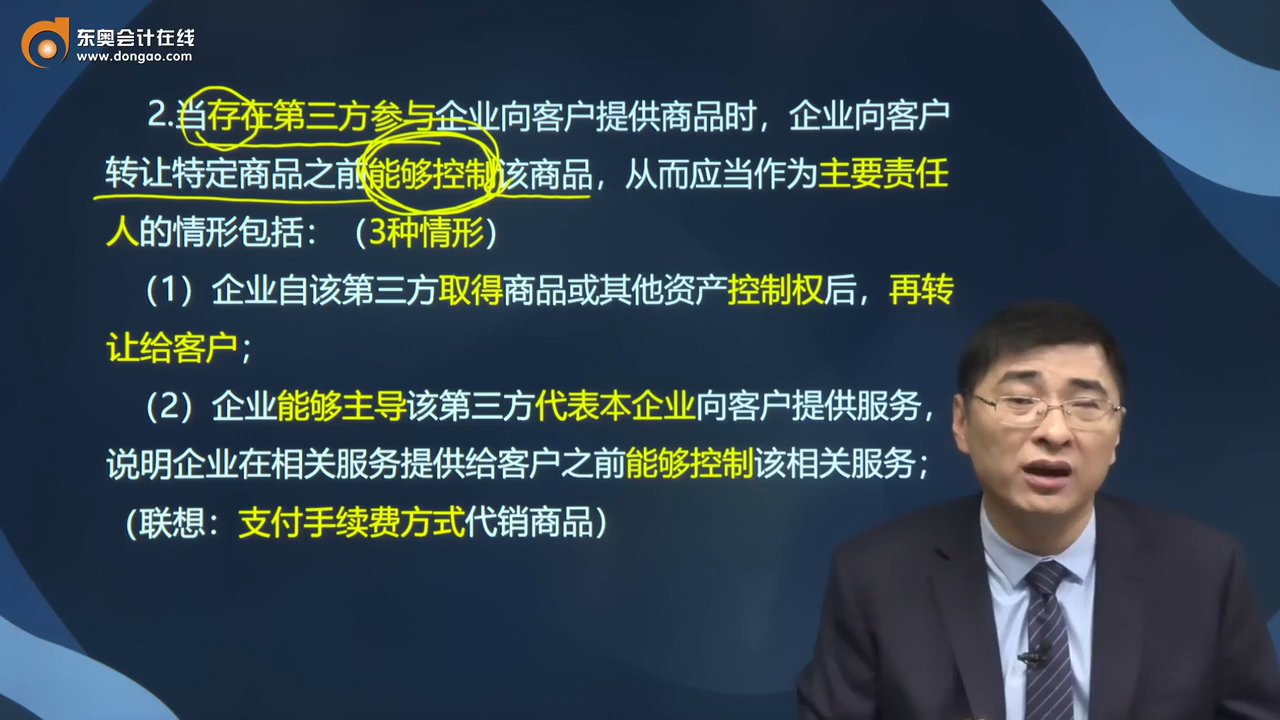 东奥会计在线
www.dongao.com
2.当存在第三方参与企业向客户提供商品时，企业向客户
转让特定商品之前能够控制该商品，从而应当作为主要责任
人的情形包括：（3种情形）
（1）企业自该第三方取得商品或其他资产控制权后，再转
让给客户；
（2）企业能够主导该第三方代表本企业向客户提供服务，
说明企业在相关服务提供给客户之前能够控制该相关服务；
（联想：支付手续费方式代销商品）